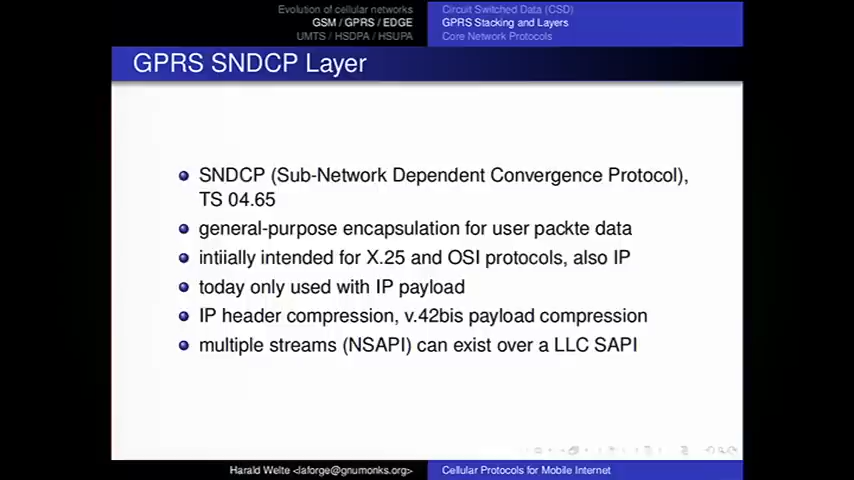 Evolution of cellular networks
GSM / GPRS / EDGE
UMTS / HSDPA / HSUPA
Circuit Switched Data (CSD)
GPRS Stacking and Layers
Core Network Protocols
GPRS SNDCP Layer
SNDCP (Sub-Network Dependent Convergence Protocol),
TS 04.65
general-purpose encapsulation for user packte data
intiially intended for X.25 and OSI protocols, also IP
today only used with IP payload
IP header compression, v.42bis payload compression
multiple streams (NSAPI) can exist over a LLC SAPI
Harald Welte <laforge@gnumonks.org>
Cellular Protocols for Mobile Internet